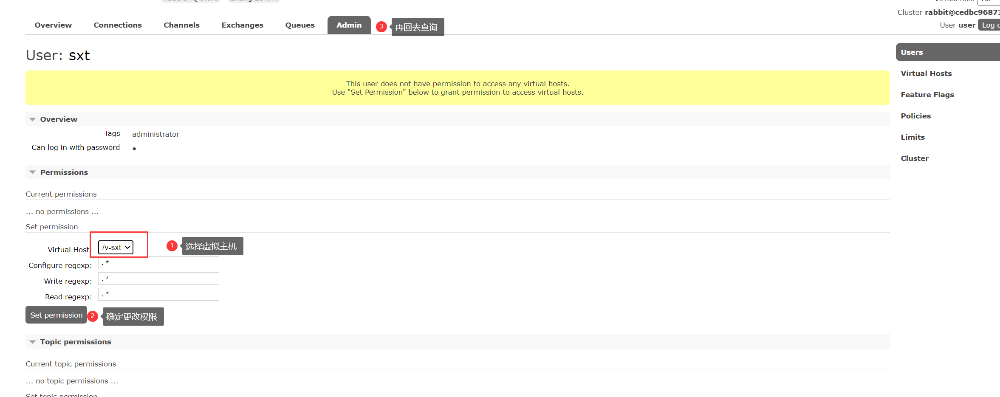 Cluster rabbit@cedbc96873
User user Log o
Overview Connections Channels Exchanges Queues Admin 3 再回去查询
User: sxt
This user does not have permission to access any virtual hosts.
Use "Set Permission" below to grant permission to access virtual hosts.
Users
Virtual Hosts
Feature Flags
Policies
Limits
Cluster
Overview
Tags administrator
Can log in with password ●
Permissions
Current permissions
... no permissions ...
Set permission
Virtual Host: /v-sxt 1 选择虚拟主机
Configure regexp: .*
Write regexp: .*
Read regexp: .*
Set permission 2 确定更改权限
Topic permissions
Current topic permissions
... no topic permissions ...
Set topic permission